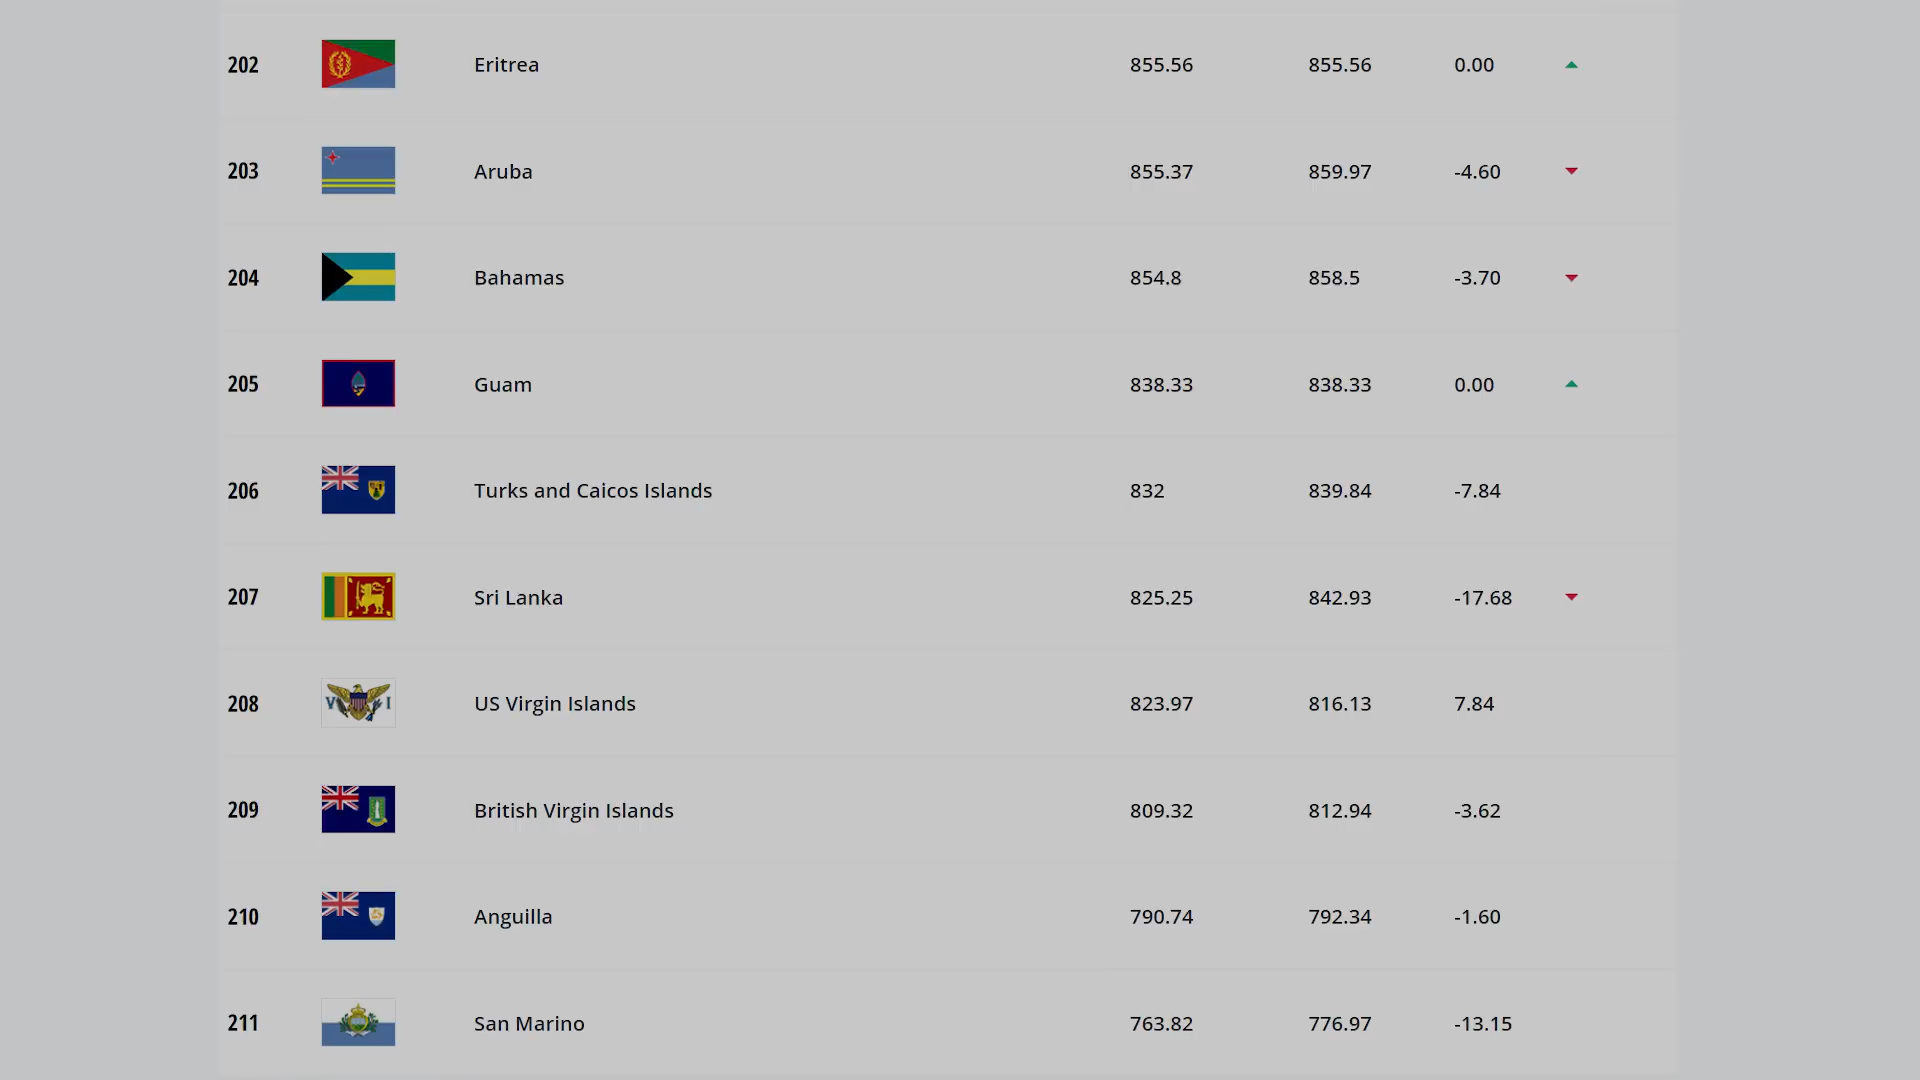 202 Eritrea 855.56 855.56 0.00
203 Aruba 855.37 859.97 -4.60
204 Bahamas 854.8 858.5 -3.70
205 Guam 838.33 838.33 0.00
206 Turks and Caicos Islands 832 839.84 -7.84
207 Sri Lanka 825.25 842.93 -17.68
208 V I US Virgin Islands 823.97 816.13 7.84
209 British Virgin Islands 809.32 812.94 -3.62
210 Anguilla 790.74 792.34 -1.60
211 San Marino 763.82 776.97 -13.15